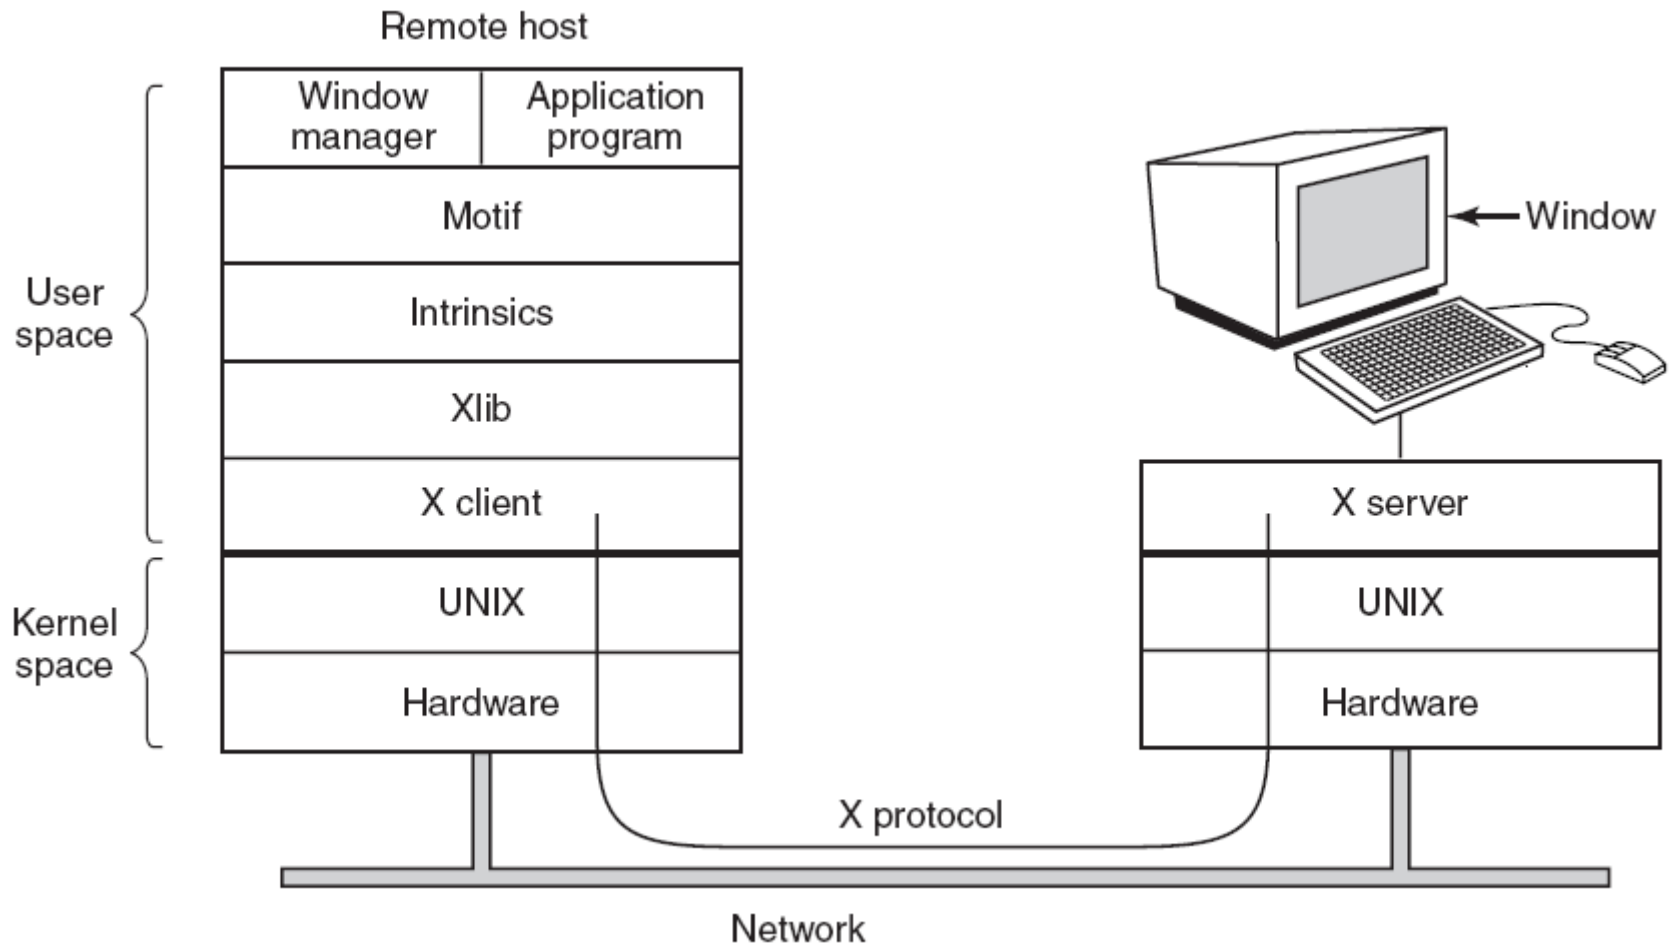 Remote host
Window
manager
Application
program
Motif
Intrinsics
Xlib
X client
UNIX
Hardware
User
space
Kernel
space
Window
X server
UNIX
Hardware
X protocol
Network